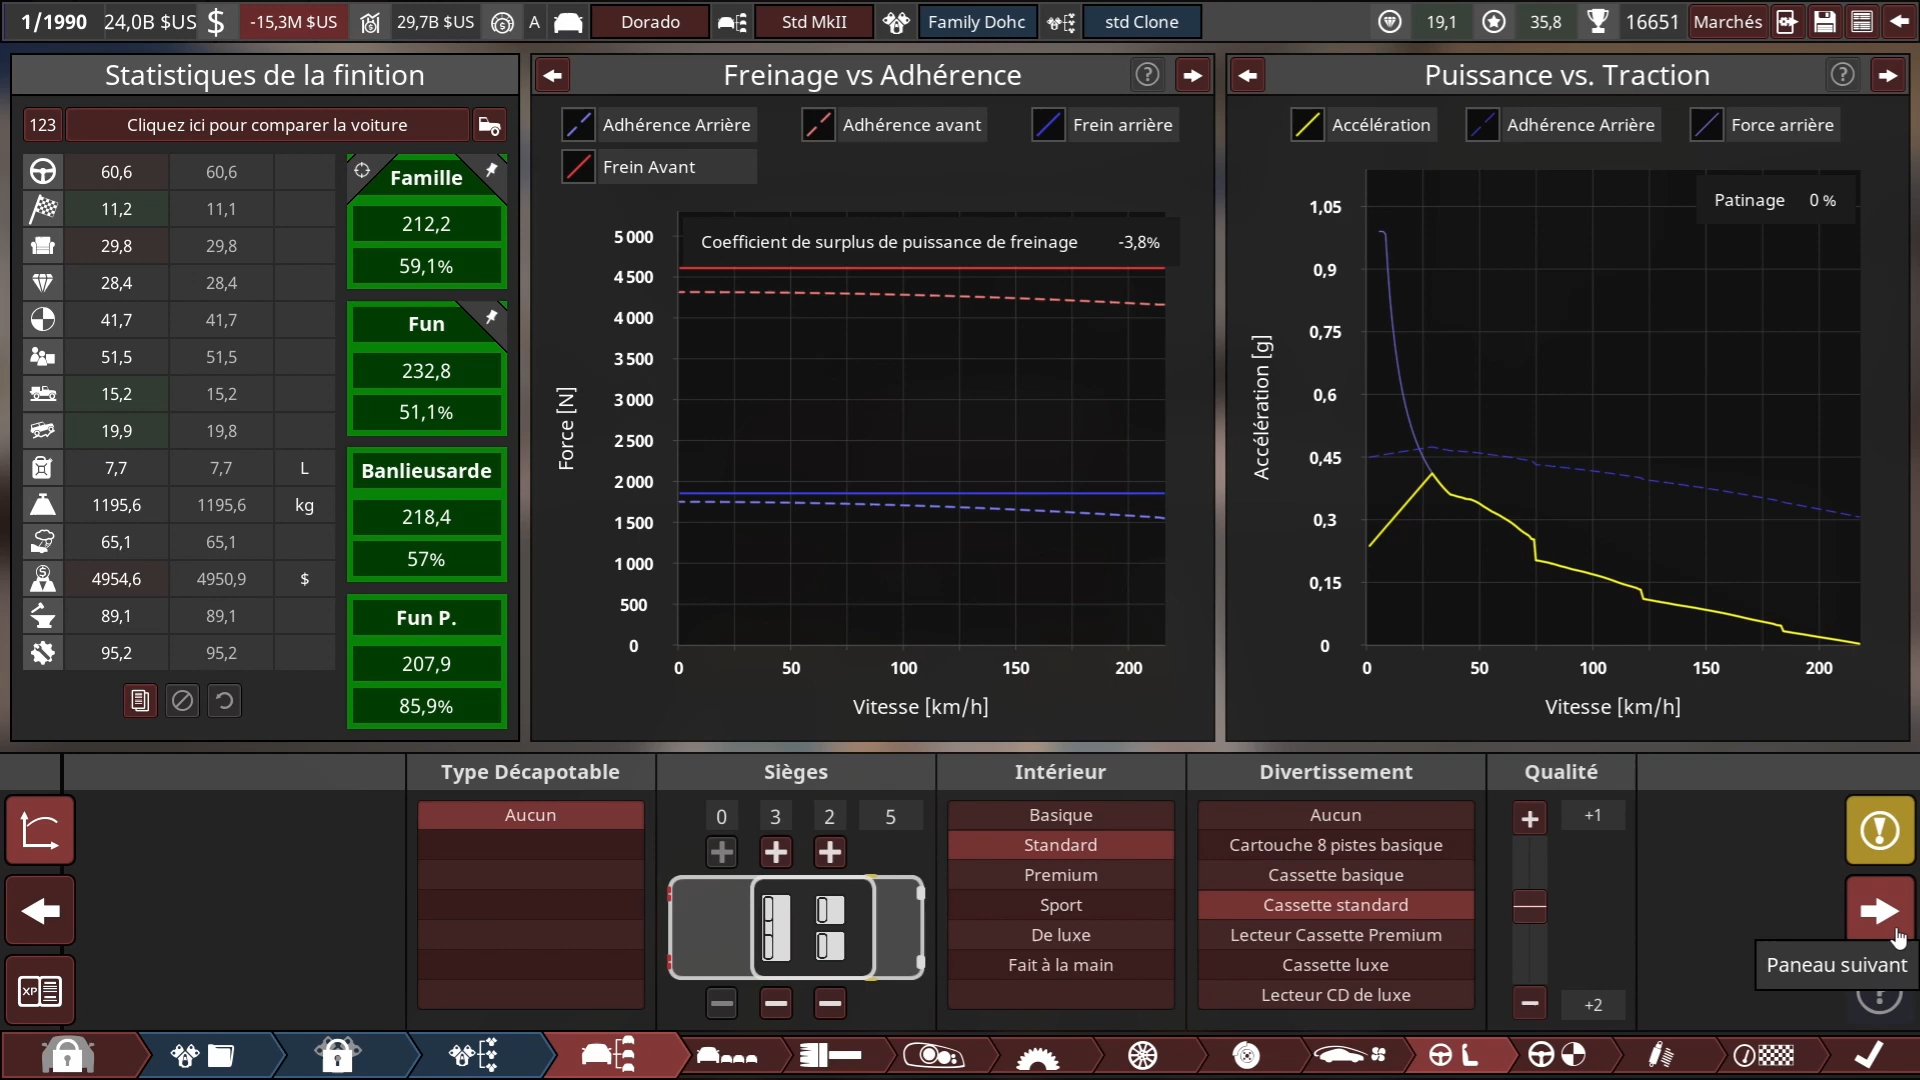 1/1990 24,0B $US $ -15,3M $US 29,7B $US A Dorado Std MkII Family Dohc std Clone 19,1 35,8 16651 Marchés
Statistiques de la finition
123 Cliquez ici pour comparer la voiture
60,6 60,6
11,2 11,1
29,8 29,8
28,4 28,4
41,7 41,7
51,5 51,5
15,2 15,2
19,9 19,8
7,7 7,7 L
1195,6 1195,6 kg
65,1 65,1
4954,6 4950,9 $
89,1 89,1
95,2 95,2
Famille
212,2
59,1%
Fun
232,8
51,1%
Banlieusarde
218,4
57%
Fun P.
207,9
85,9%
Freinage vs Adhérence ?
Adhérence Arrière Adhérence avant Frein arrière
Frein Avant
Coefficient de surplus de puissance de freinage -3,8%
Force [N]
5 000
4 500
4 000
3 500
3 000
2 500
2 000
1 500
1 000
500
0
0 50 100 150 200
Vitesse [km/h]
Puissance vs. Traction ?
Accélération Adhérence Arrière Force arrière
Patinage 0 %
Accélération [g]
1,05
0,9
0,75
0,6
0,45
0,3
0,15
0
0 50 100 150 200
Vitesse [km/h]
Type Décapotable
Aucun
Sièges
0 3 2 5
Intérieur
Basique
Standard
Premium
Sport
De luxe
Fait à la main
Divertissement
Aucun
Cartouche 8 pistes basique
Cassette basique
Cassette standard
Lecteur Cassette Premium
Cassette luxe
Lecteur CD de luxe
Qualité
+1
+2
Paneau suivant
?
XP